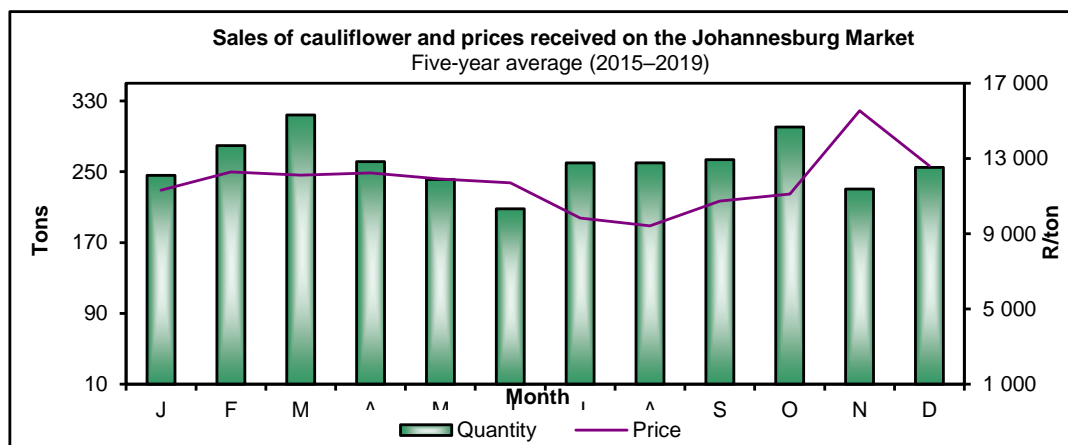 Sales of cauliflower and prices received on the Johannesburg Market
Five-year average (2015–2019)
Tons
330
250
170
90
10
17 000
13 000
9 000
5 000
1 000
R/ton
J F M A M J J A S O N D
Month
Quantity Price